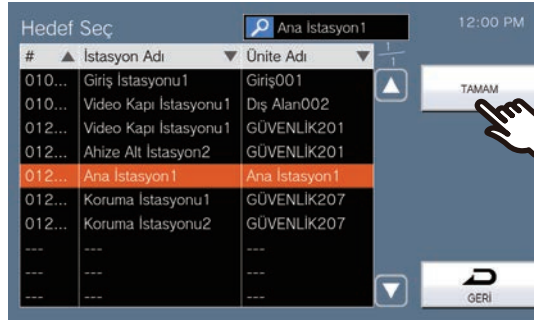 Hedef Seç
Ana İstasyon1
12:00 PM
# ▲ İstasyon Adı ▼ Ünite Adı ▼
1/1
010... Giriş İstasyonu1 Giriş001
010... Video Kapı İstasyonu1 Dış Alan002
012... Video Kapı İstasyonu1 GÜVENLİK201
012... Ahize Alt İstasyon2 GÜVENLİK201
012... Ana İstasyon1 Ana İstasyon1
012... Koruma İstasyonu1 GÜVENLİK207
012... Koruma İstasyonu2 GÜVENLİK207
--- --- ---
--- --- ---
--- --- ---
TAMAM
GERİ